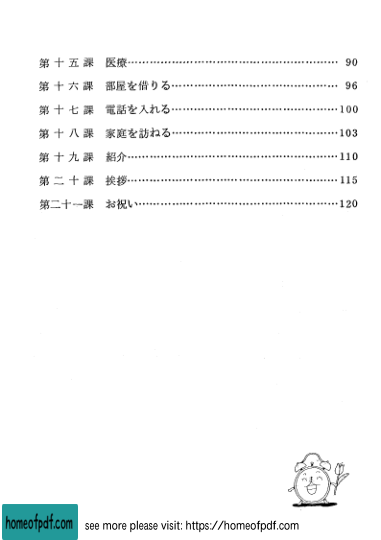 第十五課 医療………………………………………………… 90
第十六課 部屋を借りる……………………………………… 96
第十七課 電話を入れる………………………………………100
第十八課 家庭を訪ねる………………………………………103
第十九課 紹介…………………………………………………110
第二十課 挨拶…………………………………………………115
第二十一課 お祝い………………………………………………120
homeofpdf.com see more please visit: https://homeofpdf.com